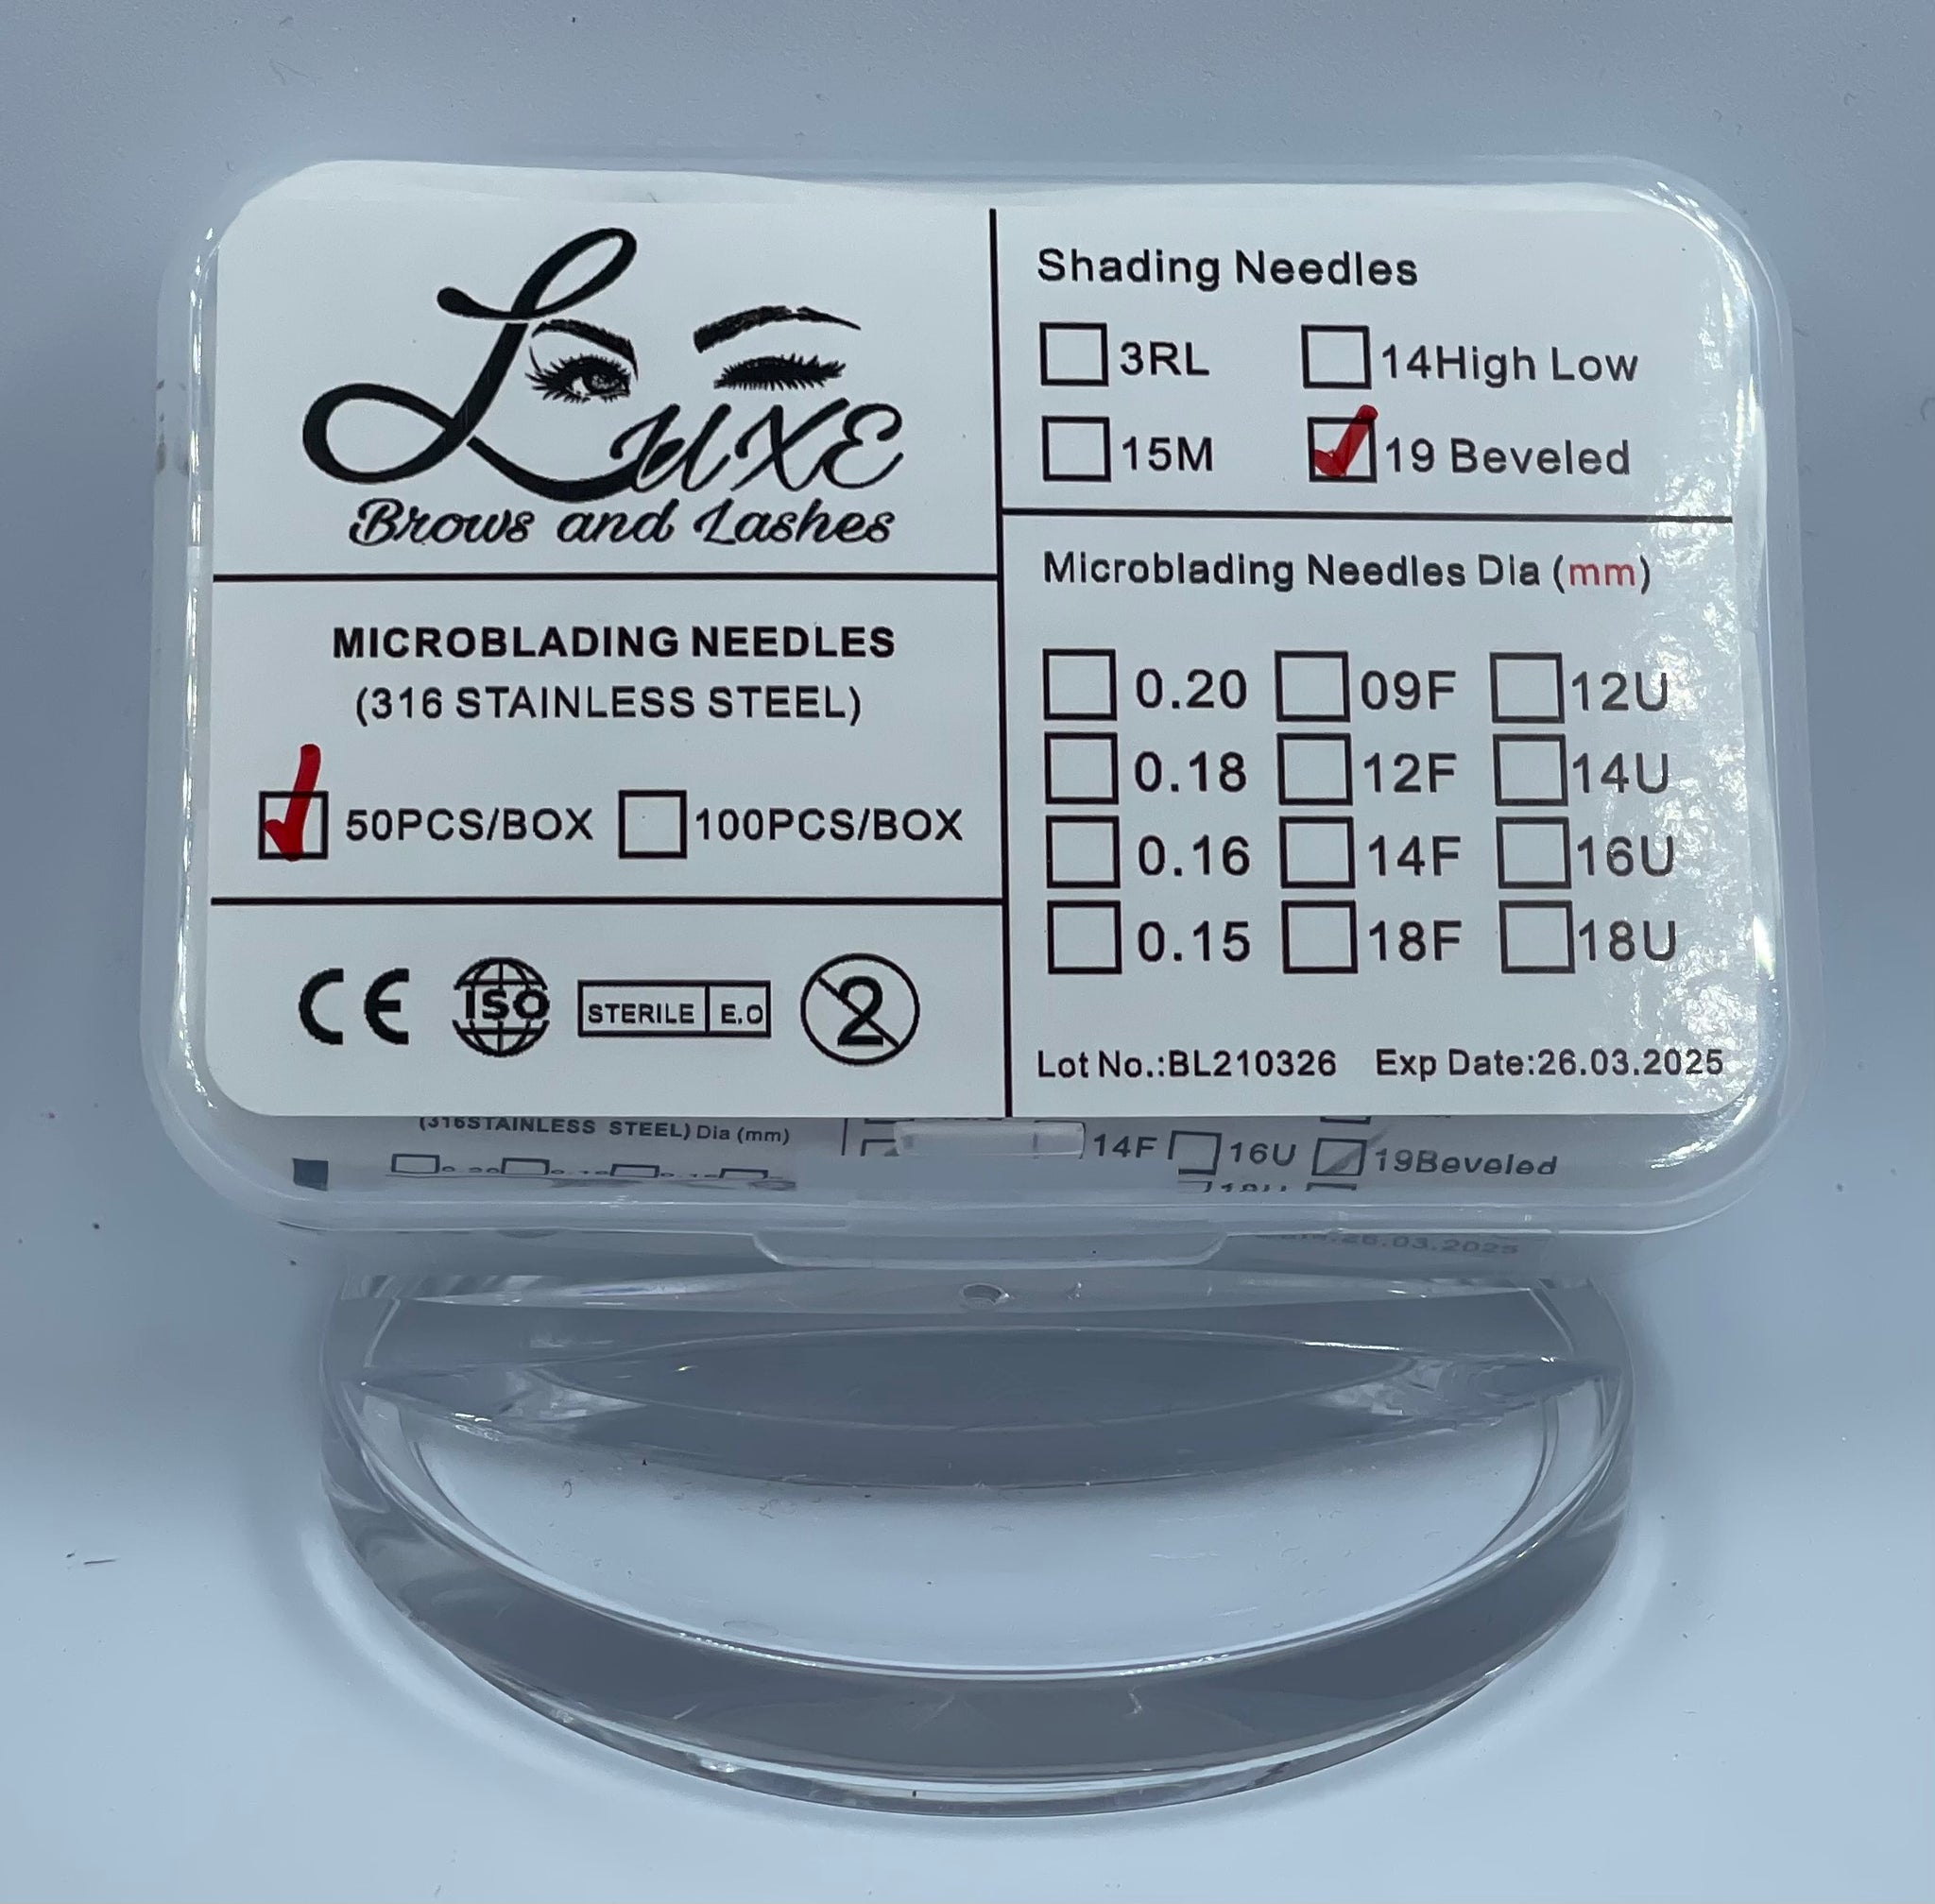 Luxe
Brows and Lashes
MICROBLADING NEEDLES
(316 STAINLESS STEEL)
50PCS/BOX 100PCS/BOX
CE ISO STERILE E.O 2
Shading Needles
3RL 14High Low
15M 19 Beveled
Microblading Needles Dia (mm)
0.20 09F 12U
0.18 12F 14U
0.16 14F 16U
0.15 18F 18U
Lot No.:BL210326 Exp Date:26.03.2025
(316STAINLESS STEEL) Dia (mm)
14F 16U 19Beveled
26.03.2025